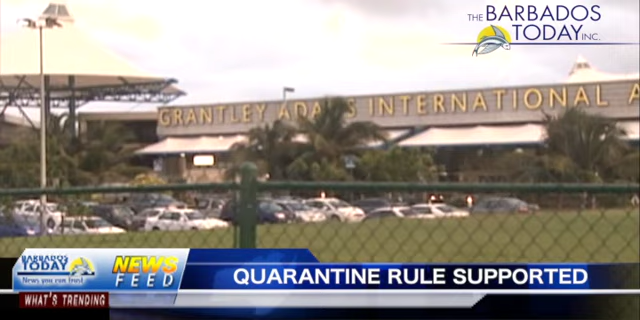 THE BARBADOS
TODAY INC.
GRANTLEY ADAMS INTERNATIONAL A
BARBADOS
TODAY
News you can trust
NEWS
FEED
QUARANTINE RULE SUPPORTED
WHAT'S TRENDING